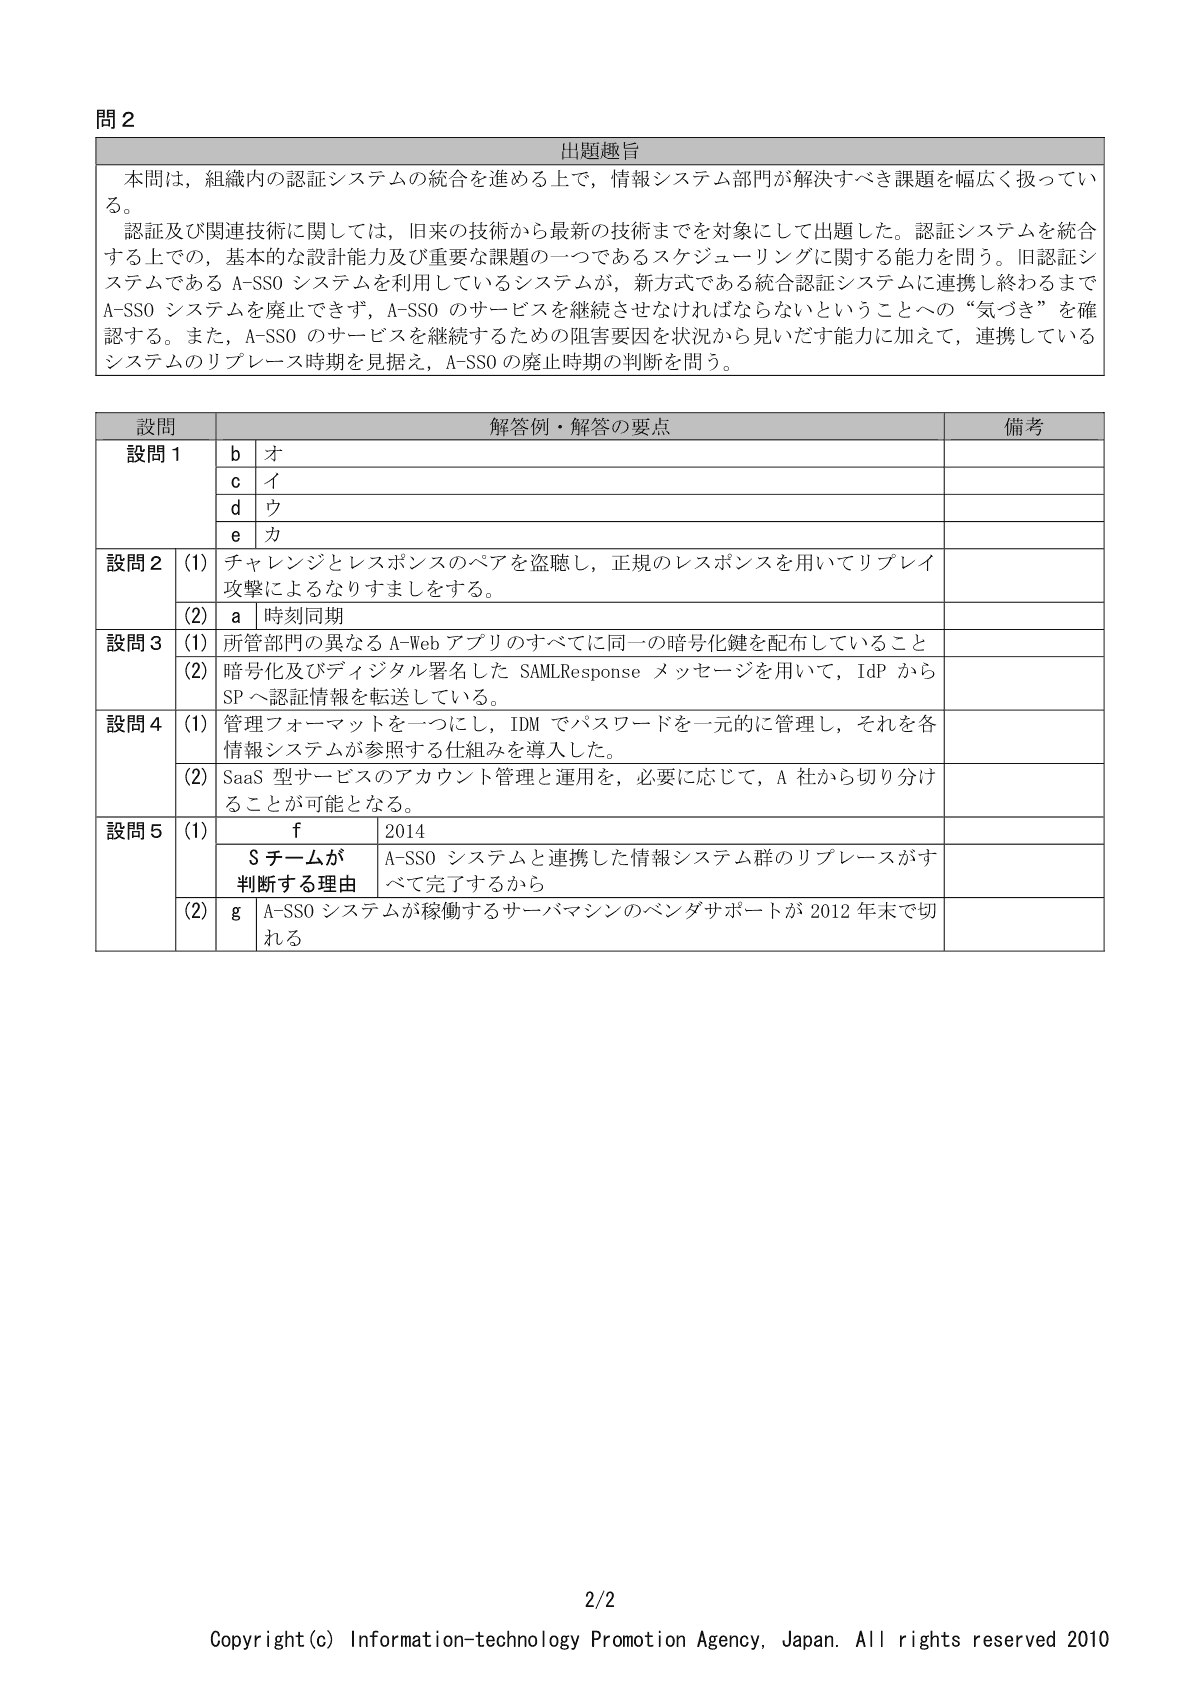 問２
出題趣旨
本問は，組織内の認証システムの統合を進める上で，情報システム部門が解決すべき課題を幅広く扱ってい
る。
認証及び関連技術に関しては，旧来の技術から最新の技術までを対象にして出題した。認証システムを統合
する上での，基本的な設計能力及び重要な課題の一つであるスケジューリングに関する能力を問う。旧認証シ
ステムである A-SSO システムを利用しているシステムが，新方式である統合認証システムに連携し終わるまで
A-SSO システムを廃止できず，A-SSO のサービスを継続させなければならないということへの“気づき”を確
認する。また，A-SSO のサービスを継続するための阻害要因を状況から見いだす能力に加えて，連携している
システムのリプレース時期を見据え，A-SSO の廃止時期の判断を問う。
設問 解答例・解答の要点 備考
設問１ b オ
c イ
d ウ
e カ
設問２ (1) チャレンジとレスポンスのペアを盗聴し，正規のレスポンスを用いてリプレイ
攻撃によるなりすましをする。
(2) a 時刻同期
設問３ (1) 所管部門の異なる A-Web アプリのすべてに同一の暗号化鍵を配布していること
(2) 暗号化及びディジタル署名した SAMLResponse メッセージを用いて，IdP から
SP へ認証情報を転送している。
設問４ (1) 管理フォーマットを一つにし，IDM でパスワードを一元的に管理し，それを各
情報システムが参照する仕組みを導入した。
(2) SaaS 型サービスのアカウント管理と運用を，必要に応じて，A 社から切り分け
ることが可能となる。
設問５ (1) f 2014
S チームが A-SSO システムと連携した情報システム群のリプレースがす
判断する理由 べて完了するから
(2) g A-SSO システムが稼働するサーバマシンのベンダサポートが 2012 年末で切
れる
2/2
Copyright(c) Information-technology Promotion Agency, Japan. All rights reserved 2010